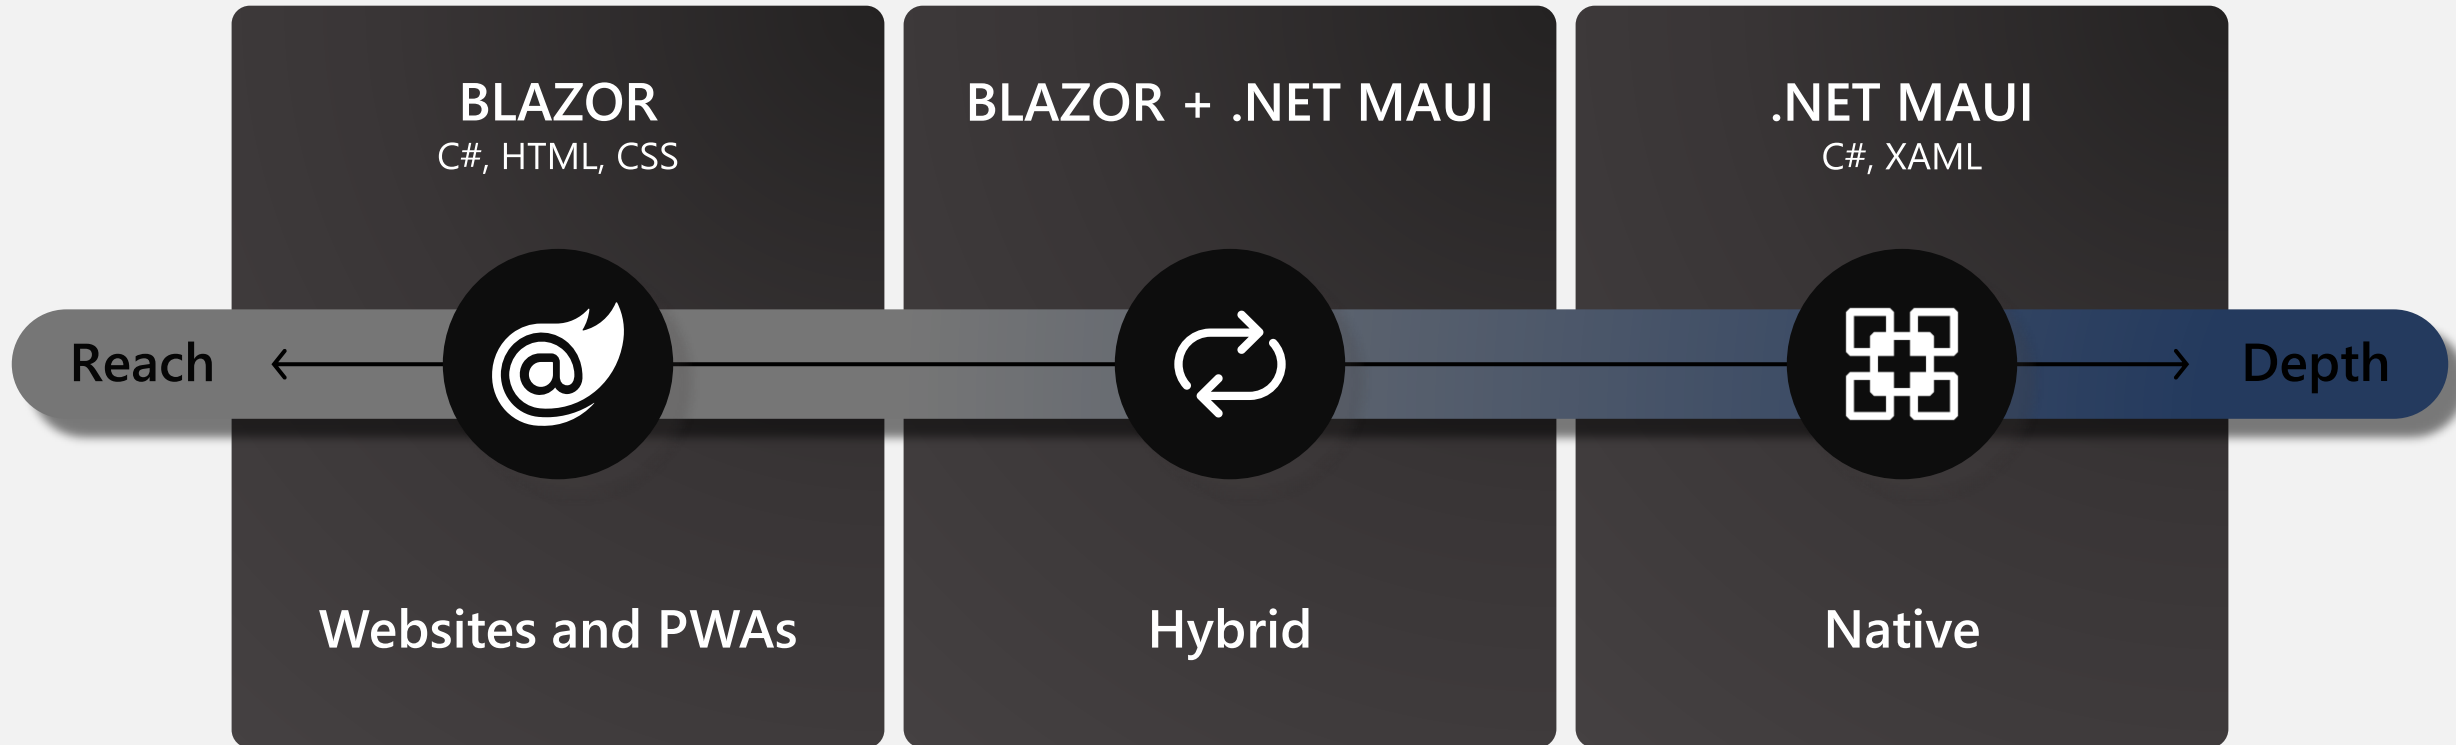 BLAZOR
C#, HTML, CSS
BLAZOR + .NET MAUI
.NET MAUI
C#, XAML
Reach
Depth
Websites and PWAs
Hybrid
Native